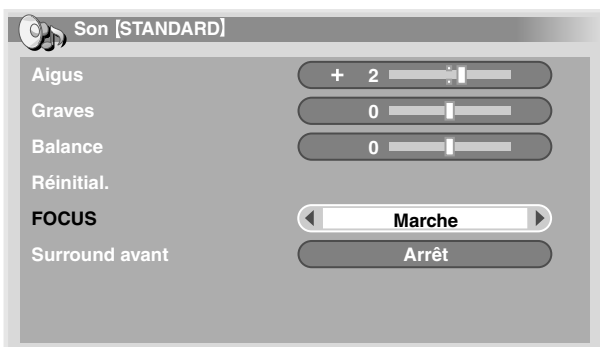 Son [STANDARD]
Aigus + 2
Graves 0
Balance 0
Réinitial.
FOCUS Marche
Surround avant Arrêt